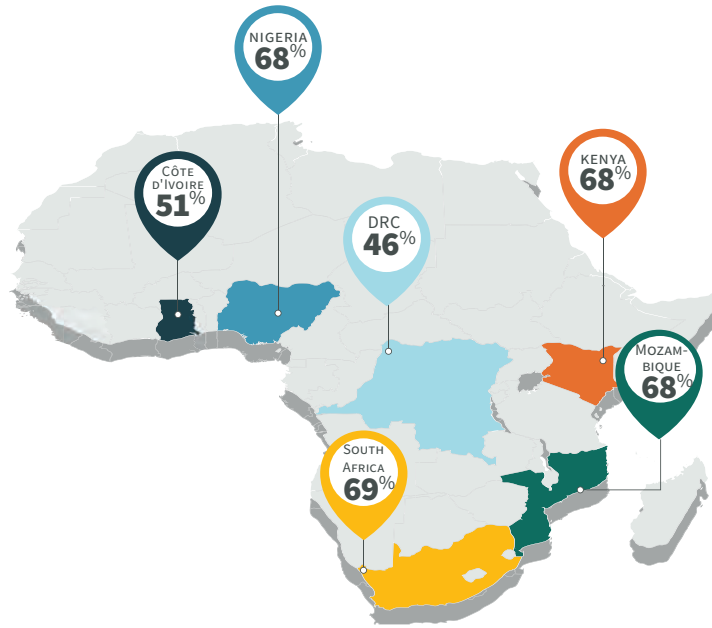 NIGERIA
68%
CÔTE
D'IVOIRE
51%
KENYA
68%
DRC
46%
MOZAM-
BIQUE
68%
SOUTH
AFRICA
69%